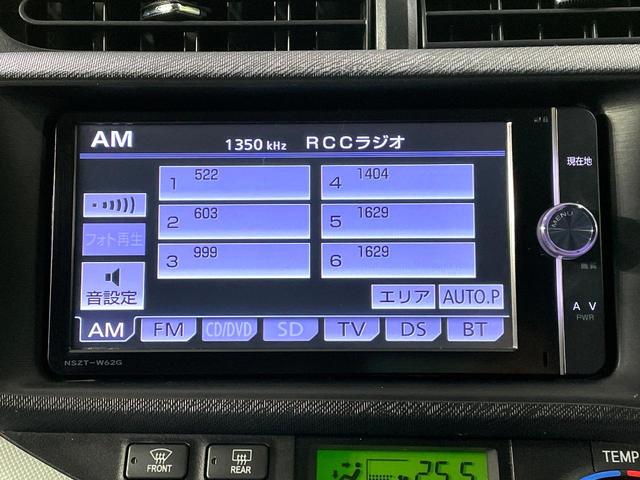 AM
1350 kHz RCCラジオ
1 522
4 1404
2 603
5 1629
3 999
6 1629
フォト再生
音設定
エリア
AUTO.P
AM FM CD/DVD SD TV DS BT
NSZT-W62G
現在地
MENU
画質
AV
PWR
FRONT
REAR
25.5
TEMP